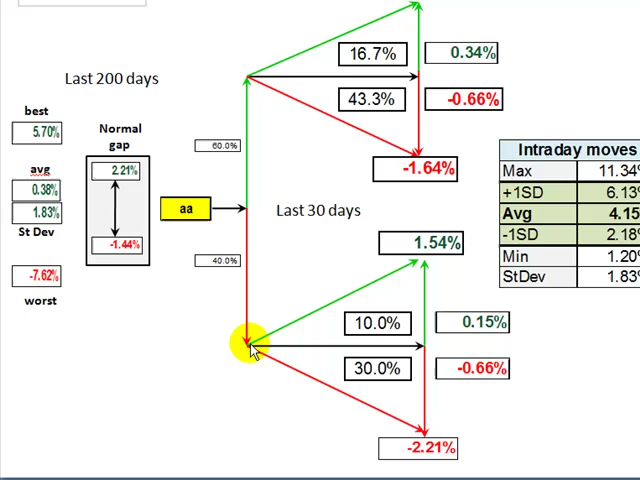 Last 200 days
best
5.70%
avg
0.38%
1.83%
St Dev
-7.62%
worst
Normal
gap
2.21%
-1.44%
aa
60.0%
40.0%
16.7%
0.34%
43.3%
-0.66%
-1.64%
Last 30 days
1.54%
10.0%
0.15%
30.0%
-0.66%
-2.21%
Intraday moves
Max 11.34%
+1SD 6.13%
Avg 4.15
-1SD 2.18%
Min 1.20%
StDev 1.83%